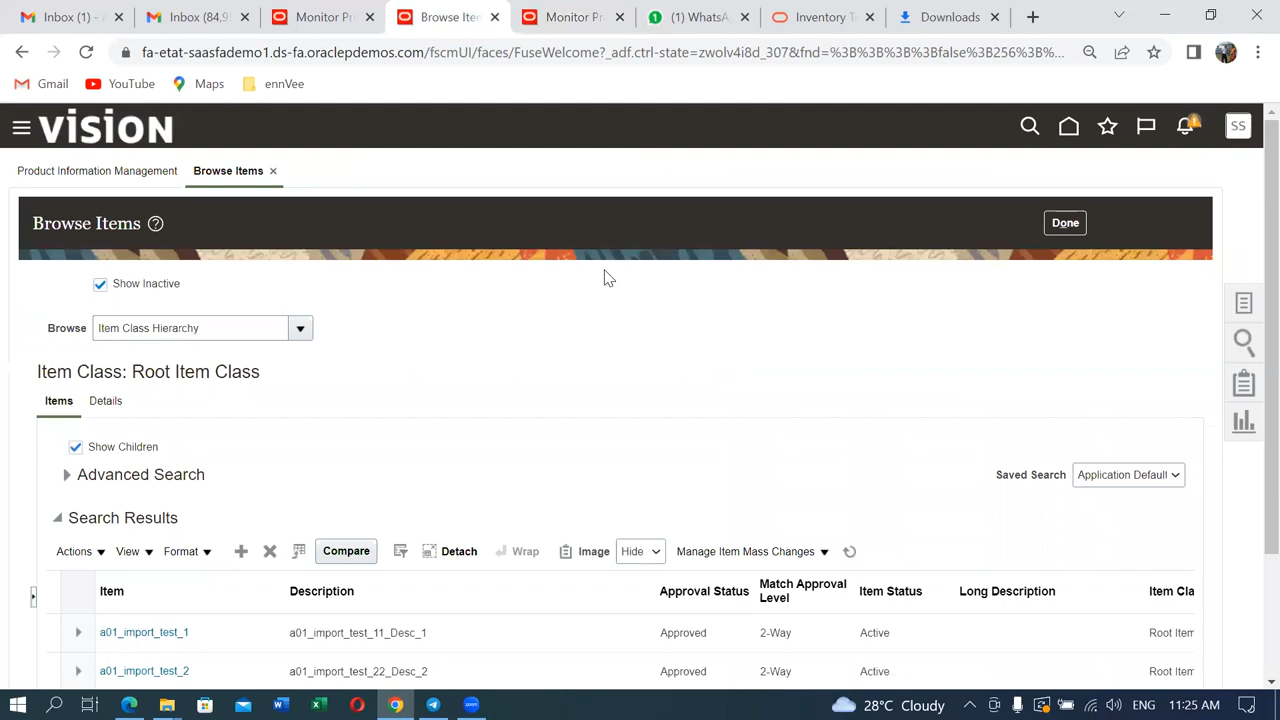 Inbox (1) -
Inbox (84,95
Monitor Pr
Browse Iter
Monitor Pr
(1) WhatsA
Inventory T
Downloads
fa-etat-saasfademo1.ds-fa.oraclepdemos.com/fscmUI/faces/FuseWelcome?_adf.ctrl-state=zwolv4i8d_307&fnd=%3B%3B%3B%3Bfalse%3B256%3B%...
Gmail YouTube Maps ennVee
VISION
SS
Product Information Management Browse Items
Browse Items ? Done
Show Inactive
Browse Item Class Hierarchy
Item Class: Root Item Class
Items Details
Show Children
Advanced Search Saved Search Application Default
Search Results
Actions View Format Compare Detach Wrap Image Hide Manage Item Mass Changes
Item Description Approval Status Match Approval Level Item Status Long Description Item Cla
a01_import_test_1 a01_import_test_11_Desc_1 Approved 2-Way Active Root Item
a01_import_test_2 a01_import_test_22_Desc_2 Approved 2-Way Active Root Item
28°C Cloudy 11:25 AM